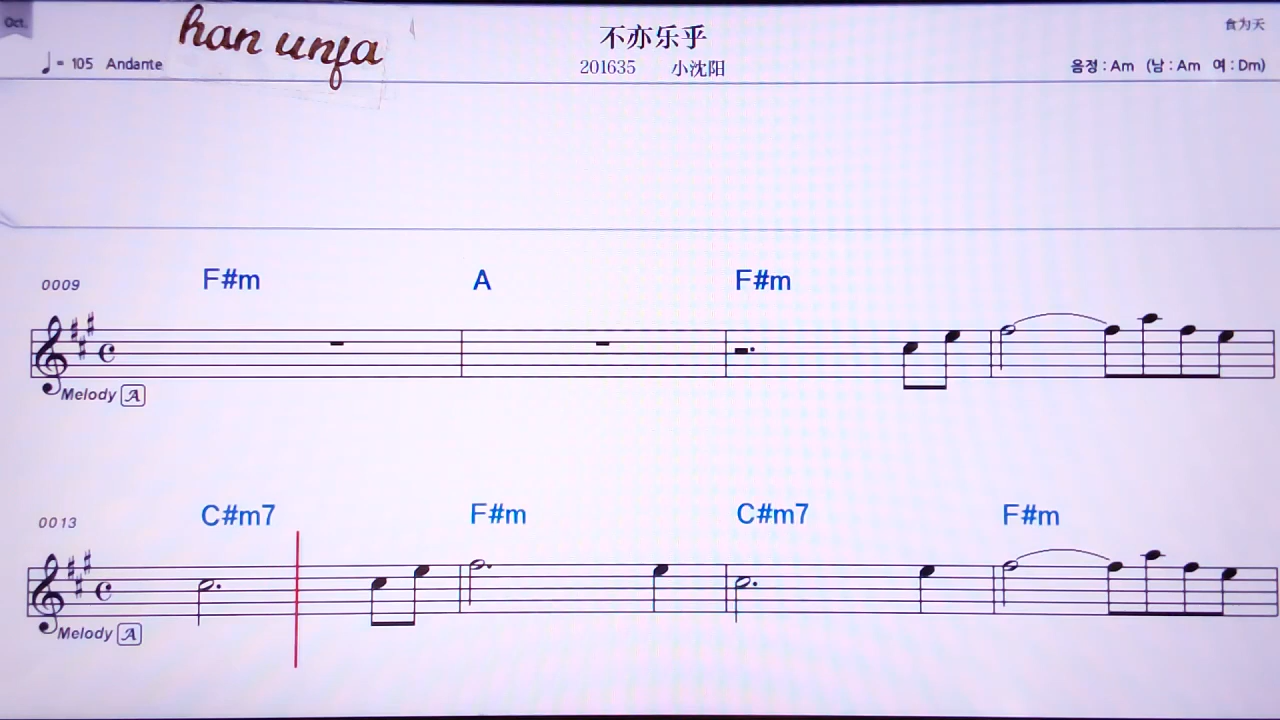 Oct.
han unfa
不亦乐乎
食为天
♩= 105 Andante
201635 小沈阳
음정 : Am (남 : Am 여 : Dm)
0009 F#m A F#m
Melody A
0013 C#m7 F#m C#m7 F#m
Melody A